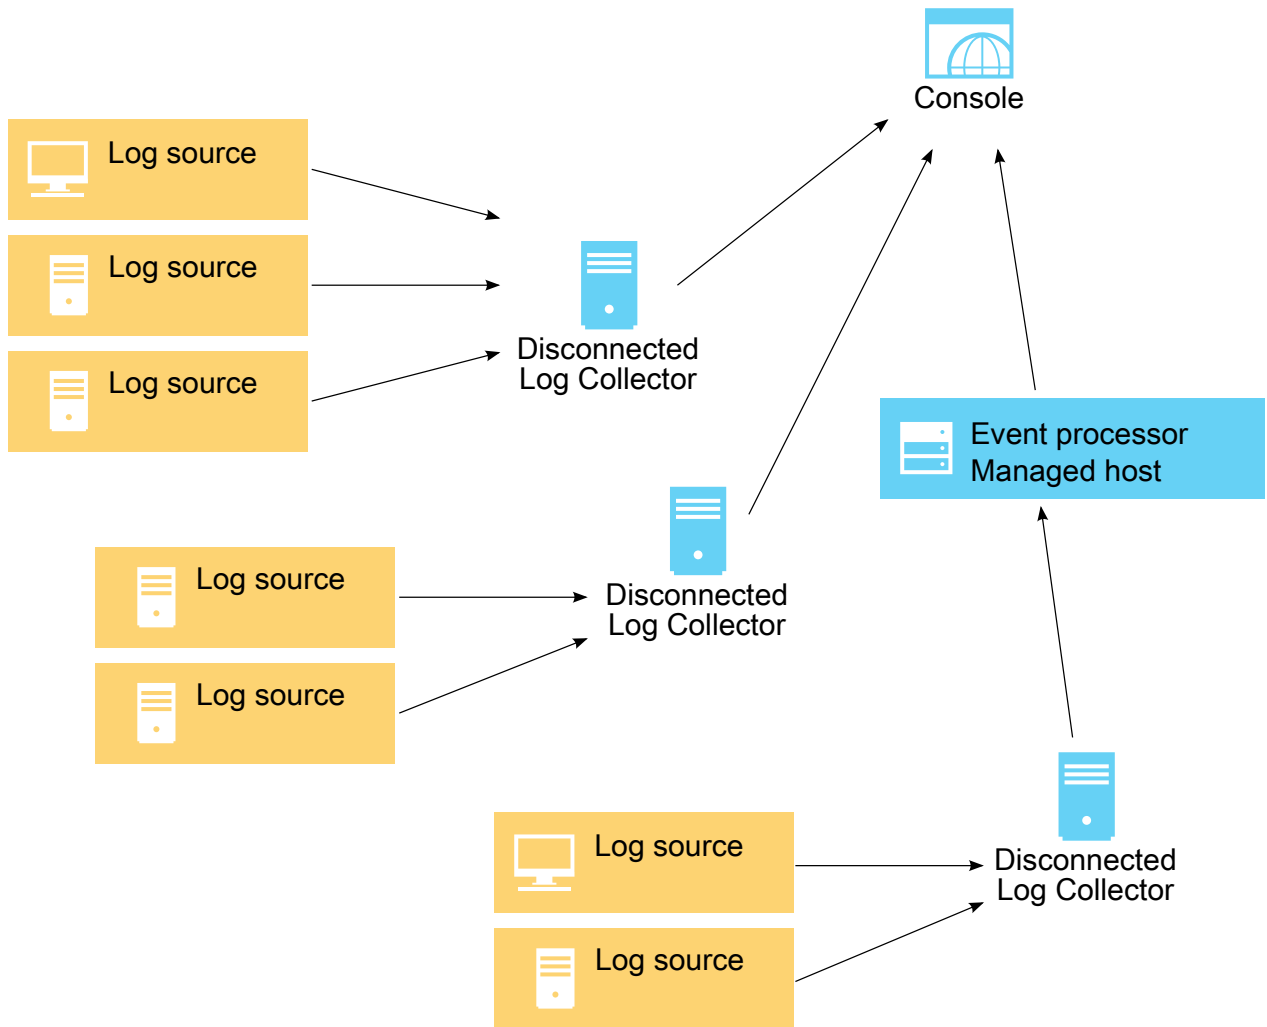 Console
Log source
Log source
Log source
Disconnected
Log Collector
Event processor
Managed host
Log source
Log source
Disconnected
Log Collector
Log source
Log source
Disconnected
Log Collector